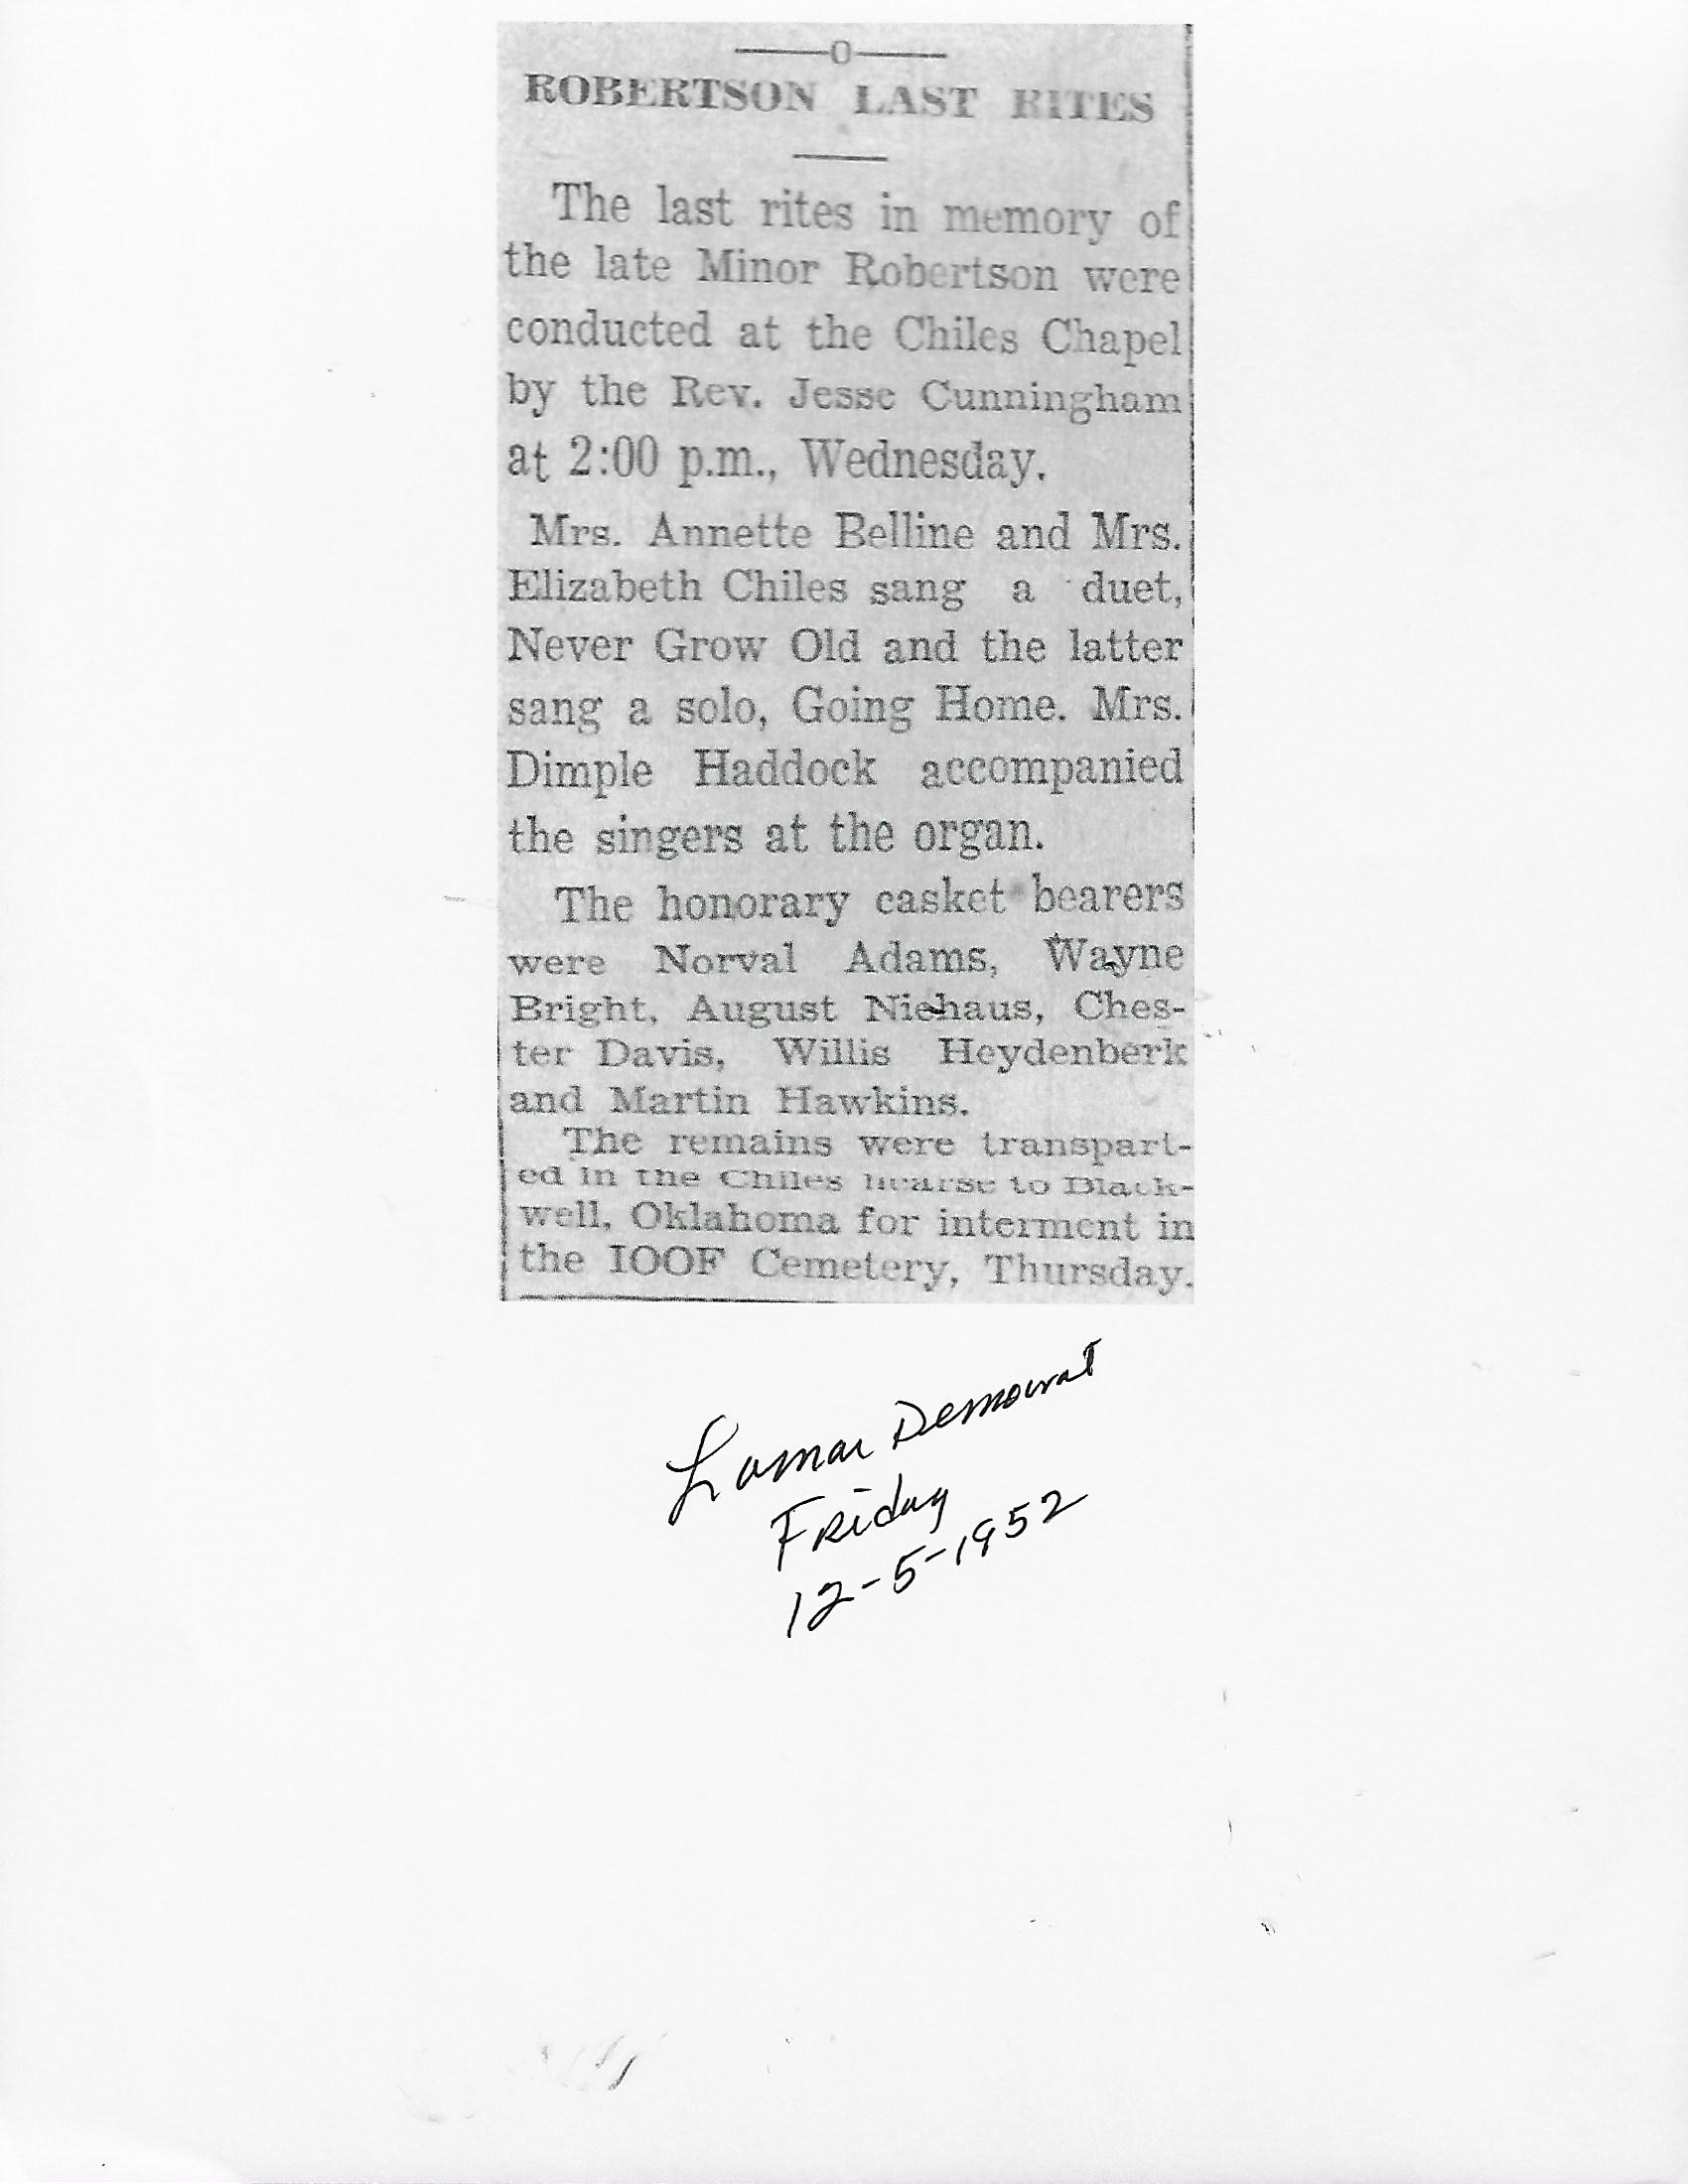 ———O———
ROBERTSON LAST RITES
The last rites in memory of
the late Minor Robertson were
conducted at the Chiles Chapel
by the Rev. Jesse Cunningham
at 2:00 p.m., Wednesday.
Mrs. Annette Belline and Mrs.
Elizabeth Chiles sang a duet,
Never Grow Old and the latter
sang a solo, Going Home. Mrs.
Dimple Haddock accompanied
the singers at the organ.
The honorary casket bearers
were Norval Adams, Wayne
Bright, August Niehaus, Ches-
ter Davis, Willis Heydenberk
and Martin Hawkins.
The remains were transpart-
ed in the Chiles hearse to Black-
well, Oklahoma for interment in
the IOOF Cemetery, Thursday.
Lamar Democrat
Friday
12-5-1952